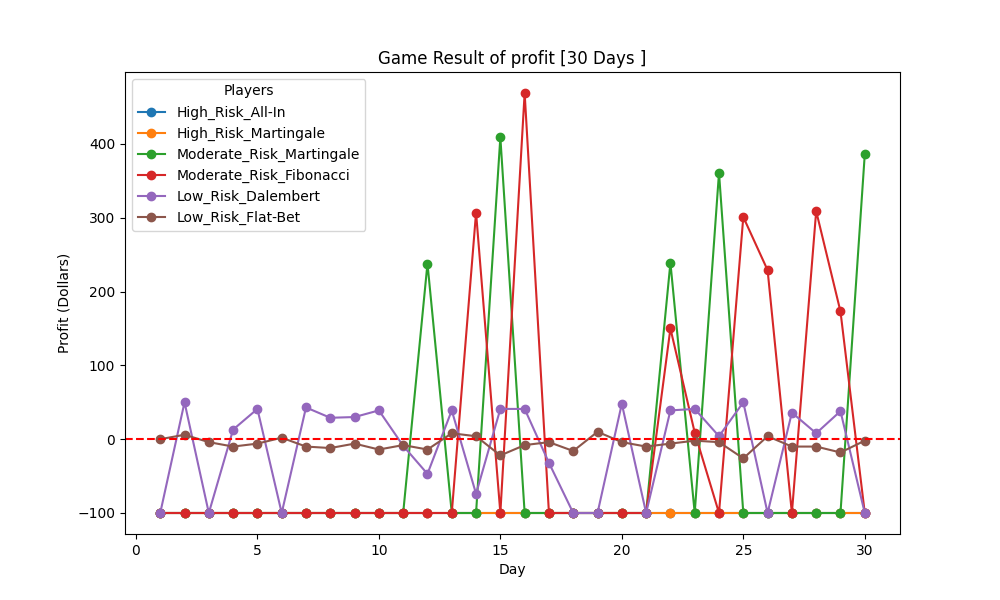 Game Result of profit [30 Days ]
Players
High_Risk_All-In
High_Risk_Martingale
Moderate_Risk_Martingale
Moderate_Risk_Fibonacci
Low_Risk_Dalembert
Low_Risk_Flat-Bet
Profit (Dollars)
400
300
200
100
0
−100
0 5 10 15 20 25 30
Day